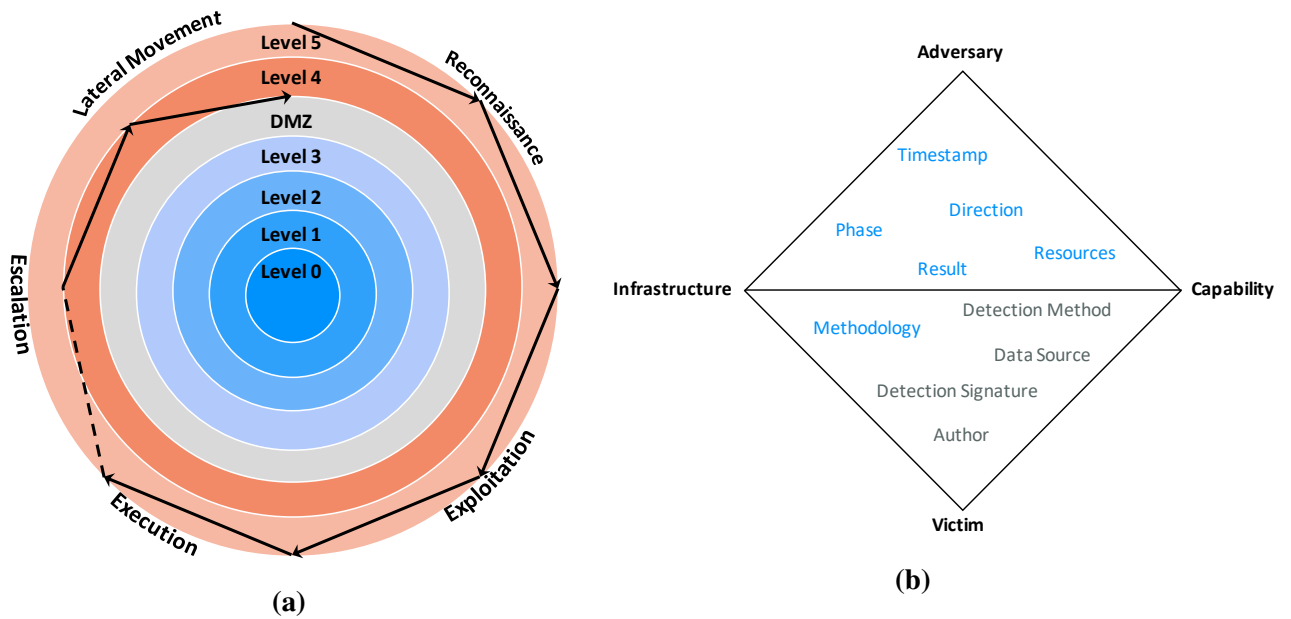 Lateral Movement
Reconnaissance
Level 5
Level 4
DMZ
Level 3
Level 2
Level 1
Level 0
Escalation
Execution
Exploitation
(a)
Adversary
Timestamp
Direction
Phase
Resources
Result
Infrastructure
Capability
Detection Method
Methodology
Data Source
Detection Signature
Author
Victim
(b)